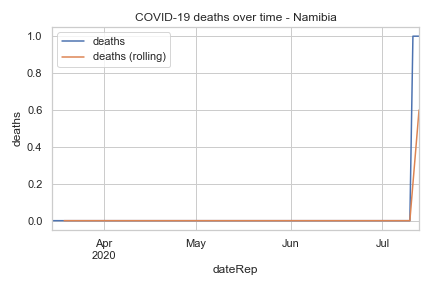 COVID-19 deaths over time - Namibia
deaths
deaths (rolling)
1.0
0.8
0.6
0.4
0.2
0.0
deaths
Apr
2020
May
Jun
Jul
dateRep